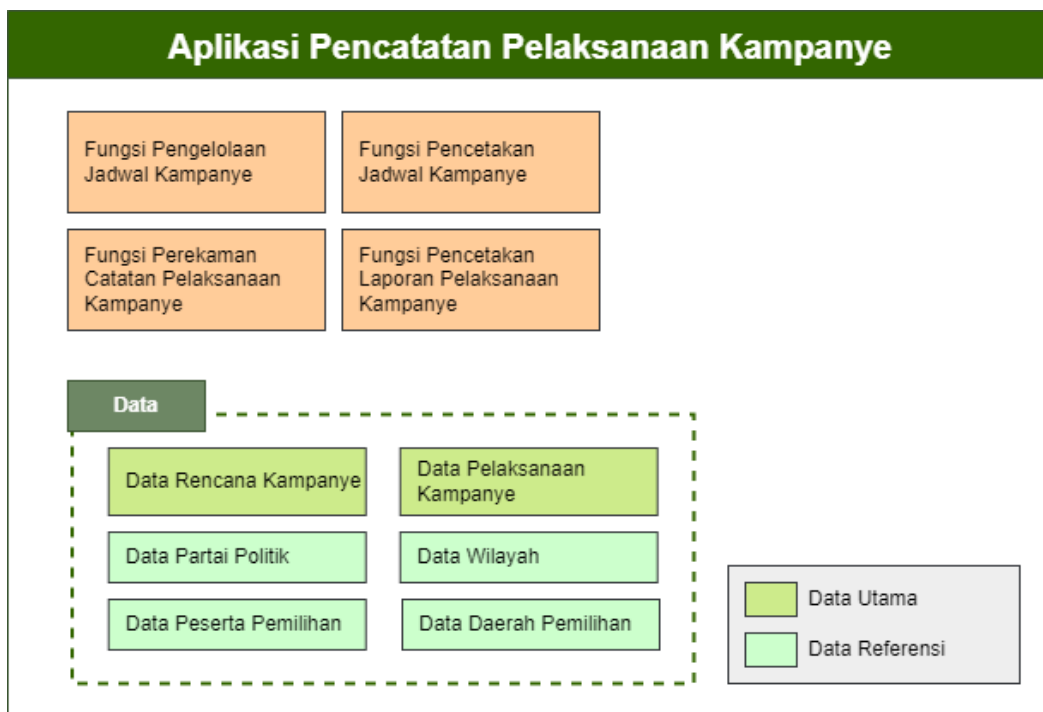 Aplikasi Pencatatan Pelaksanaan Kampanye
Fungsi Pengelolaan
Jadwal Kampanye
Fungsi Pencetakan
Jadwal Kampanye
Fungsi Perekaman
Catatan Pelaksanaan
Kampanye
Fungsi Pencetakan
Laporan Pelaksanaan
Kampanye
Data
Data Rencana Kampanye
Data Pelaksanaan
Kampanye
Data Partai Politik
Data Wilayah
Data Peserta Pemilihan
Data Daerah Pemilihan
Data Utama
Data Referensi